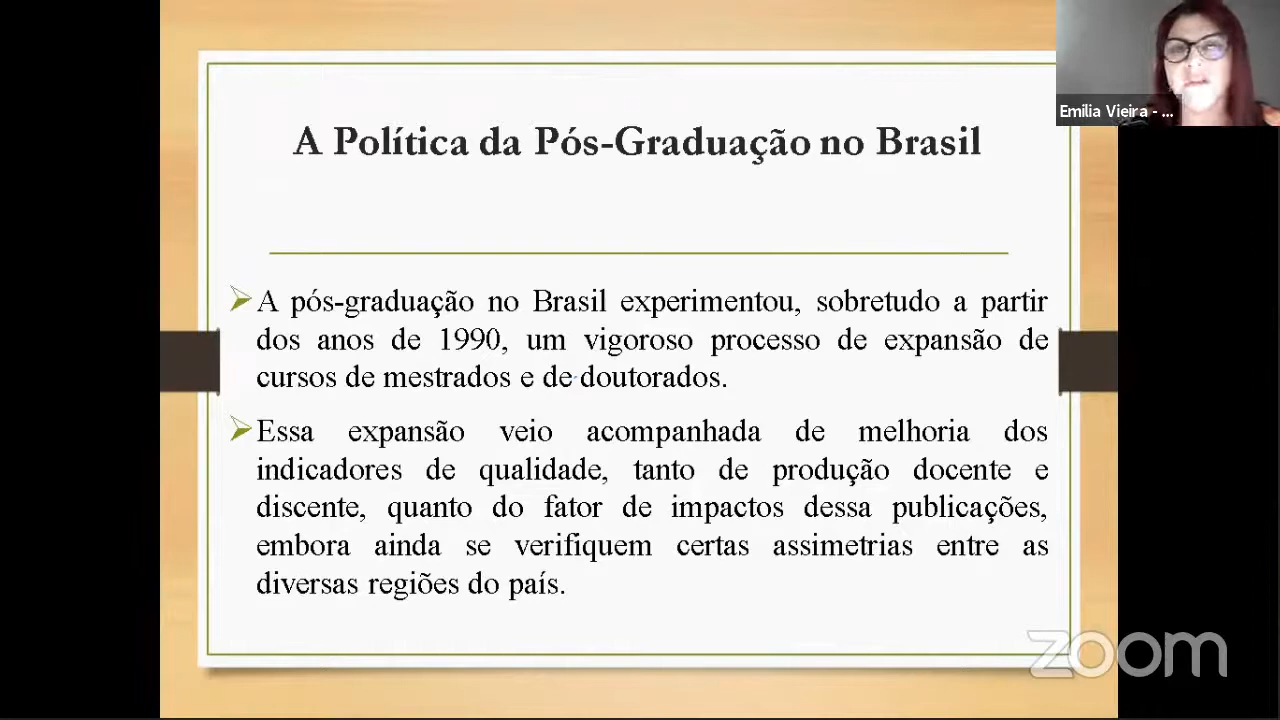 Emilia Vieira - ...
A Política da Pós-Graduação no Brasil
A pós-graduação no Brasil experimentou, sobretudo a partir
dos anos de 1990, um vigoroso processo de expansão de
cursos de mestrados e de doutorados.
Essa expansão veio acompanhada de melhoria dos
indicadores de qualidade, tanto de produção docente e
discente, quanto do fator de impactos dessa publicações,
embora ainda se verifiquem certas assimetrias entre as
diversas regiões do país.
zoom